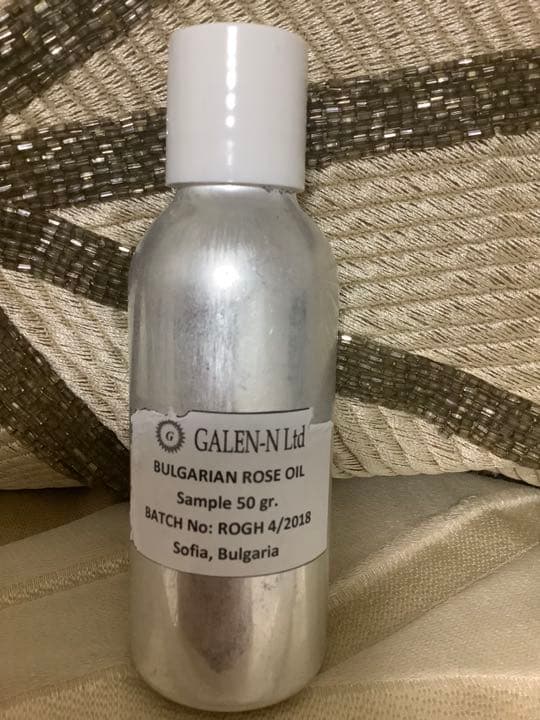 G GALEN-N Ltd
BULGARIAN ROSE OIL
Sample 50 gr.
BATCH No: ROGH 4/2018
Sofia, Bulgaria